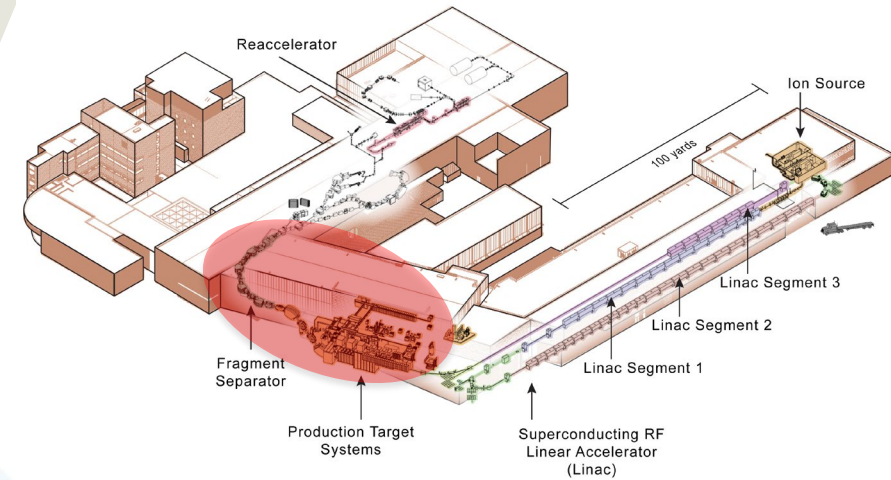 Reaccelerator
Ion Source
100 yards
Linac Segment 3
Linac Segment 2
Linac Segment 1
Fragment
Separator
Production Target
Systems
Superconducting RF
Linear Accelerator
(Linac)